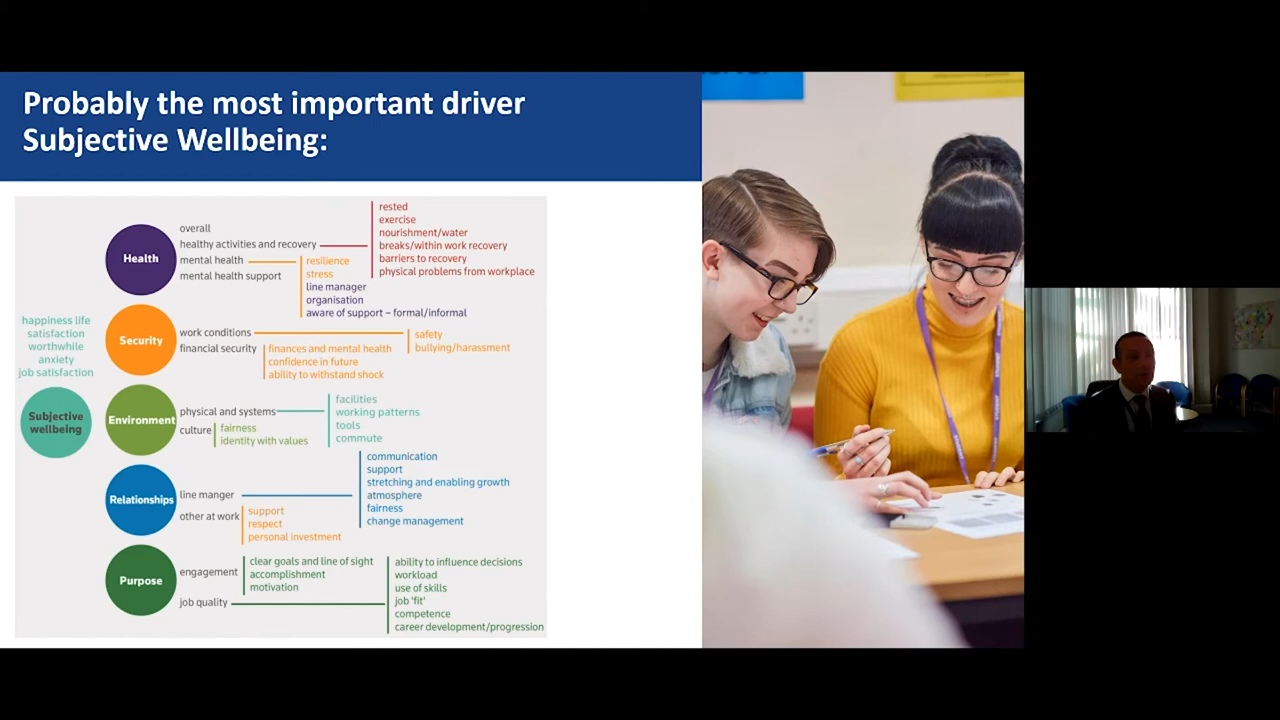 Probably the most important driver
Subjective Wellbeing:
happiness life
satisfaction
worthwhile
anxiety
job satisfaction
Subjective
wellbeing
Health
overall
healthy activities and recovery
mental health
mental health support
rested
exercise
nourishment/water
breaks/within work recovery
barriers to recovery
physical problems from workplace
resilience
stress
line manager
organisation
aware of support – formal/informal
Security
work conditions
financial security
safety
bullying/harassment
finances and mental health
confidence in future
ability to withstand shock
Environment
physical and systems
culture
facilities
working patterns
tools
commute
fairness
identity with values
Relationships
line manger
other at work
communication
support
stretching and enabling growth
atmosphere
fairness
change management
support
respect
personal investment
Purpose
engagement
job quality
clear goals and line of sight
accomplishment
motivation
ability to influence decisions
workload
use of skills
job 'fit'
competence
career development/progression